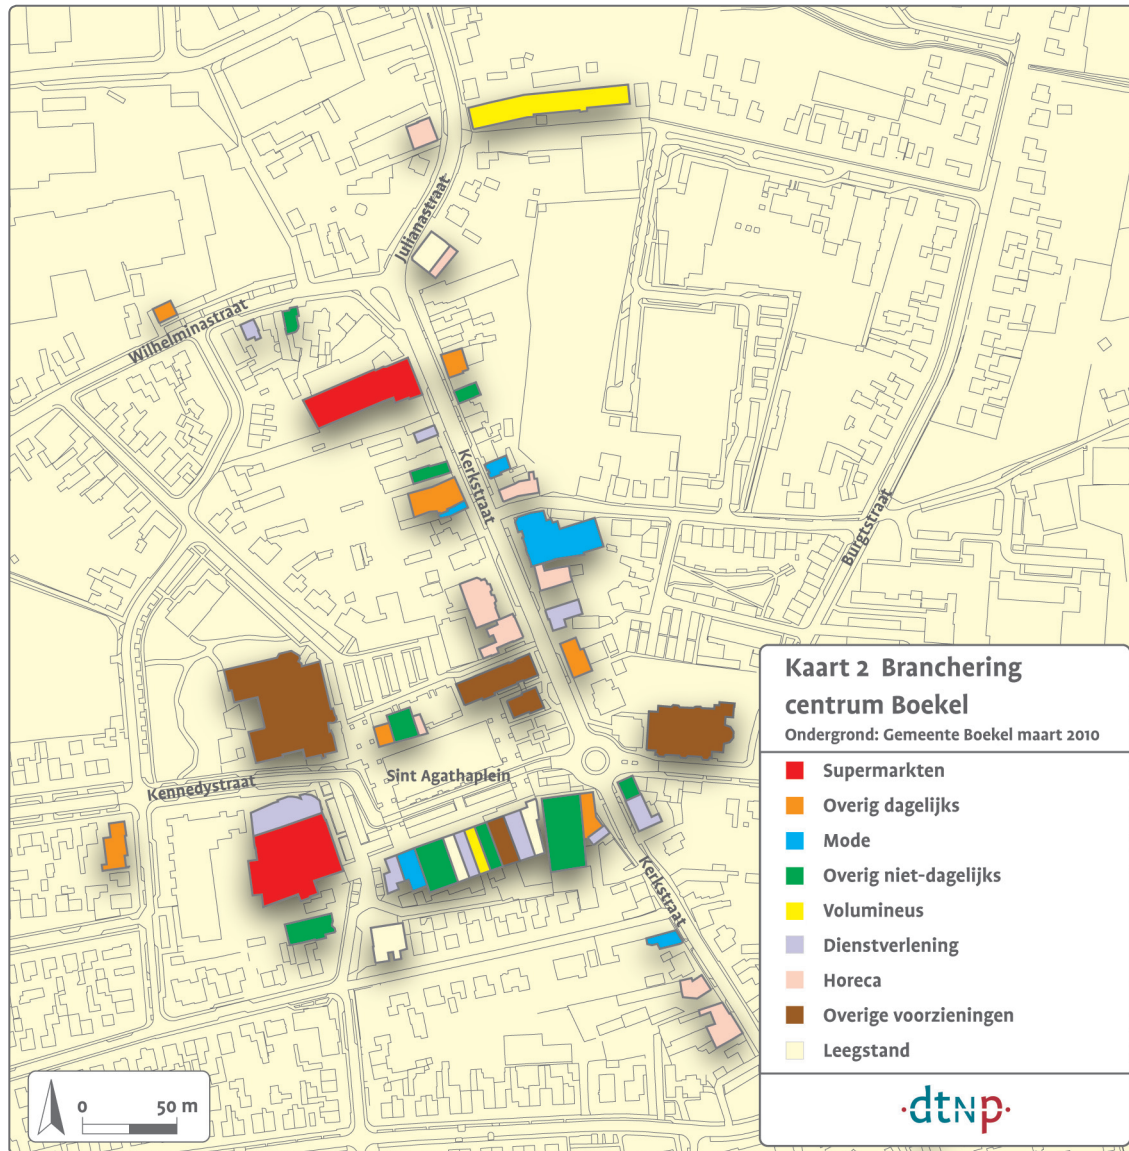 Julianastraat
Wilhelminastraat
Kerkstraat
Burgtstraat
Kennedystraat
Sint Agathaplein
Kerkstraat
Kaart 2 Branchering
centrum Boekel
Ondergrond: Gemeente Boekel maart 2010
Supermarkten
Overig dagelijks
Mode
Overig niet-dagelijks
Volumineus
Dienstverlening
Horeca
Overige voorzieningen
Leegstand
0 50 m
·dtNp·